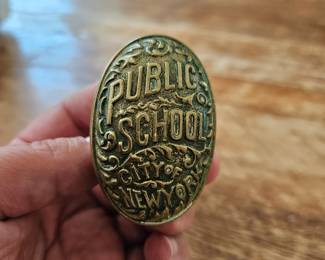 PUBLIC
SCHOOL
CITY OF
NEW YORK